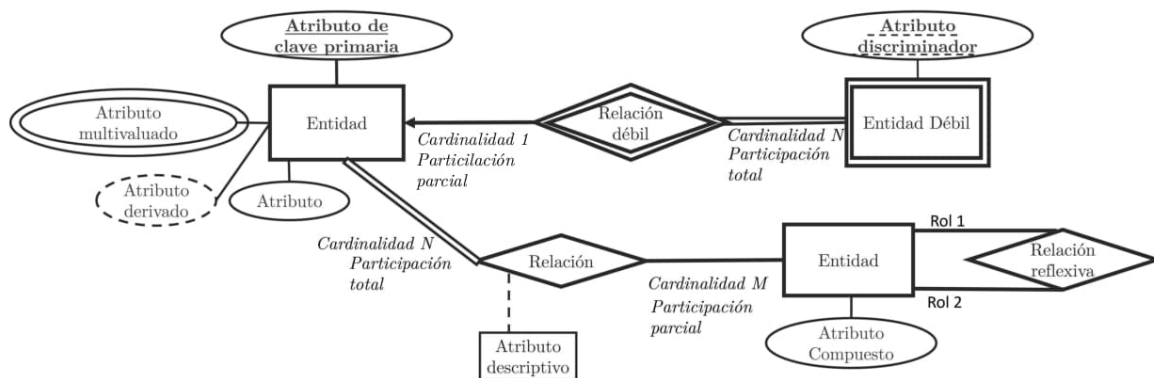 Atributo de
clave primaria
Atributo
discriminador
Atributo
multivaluado
Entidad
Relación
débil
Entidad Débil
Cardinalidad 1
Particilación
parcial
Cardinalidad N
Participación
total
Atributo
derivado
Atributo
Cardinalidad N
Participación
total
Relación
Cardinalidad M
Participación
parcial
Entidad
Rol 1
Relación
reflexiva
Rol 2
Atributo
descriptivo
Atributo
Compuesto